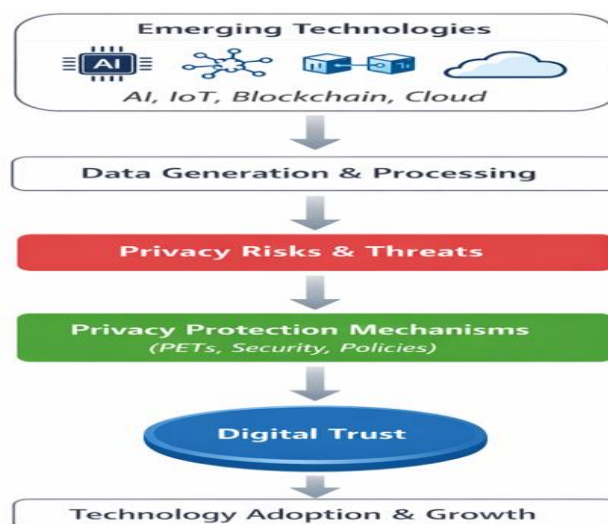 Emerging Technologies
AI
AI, IoT, Blockchain, Cloud
Data Generation & Processing
Privacy Risks & Threats
Privacy Protection Mechanisms
(PETs, Security, Policies)
Digital Trust
Technology Adoption & Growth